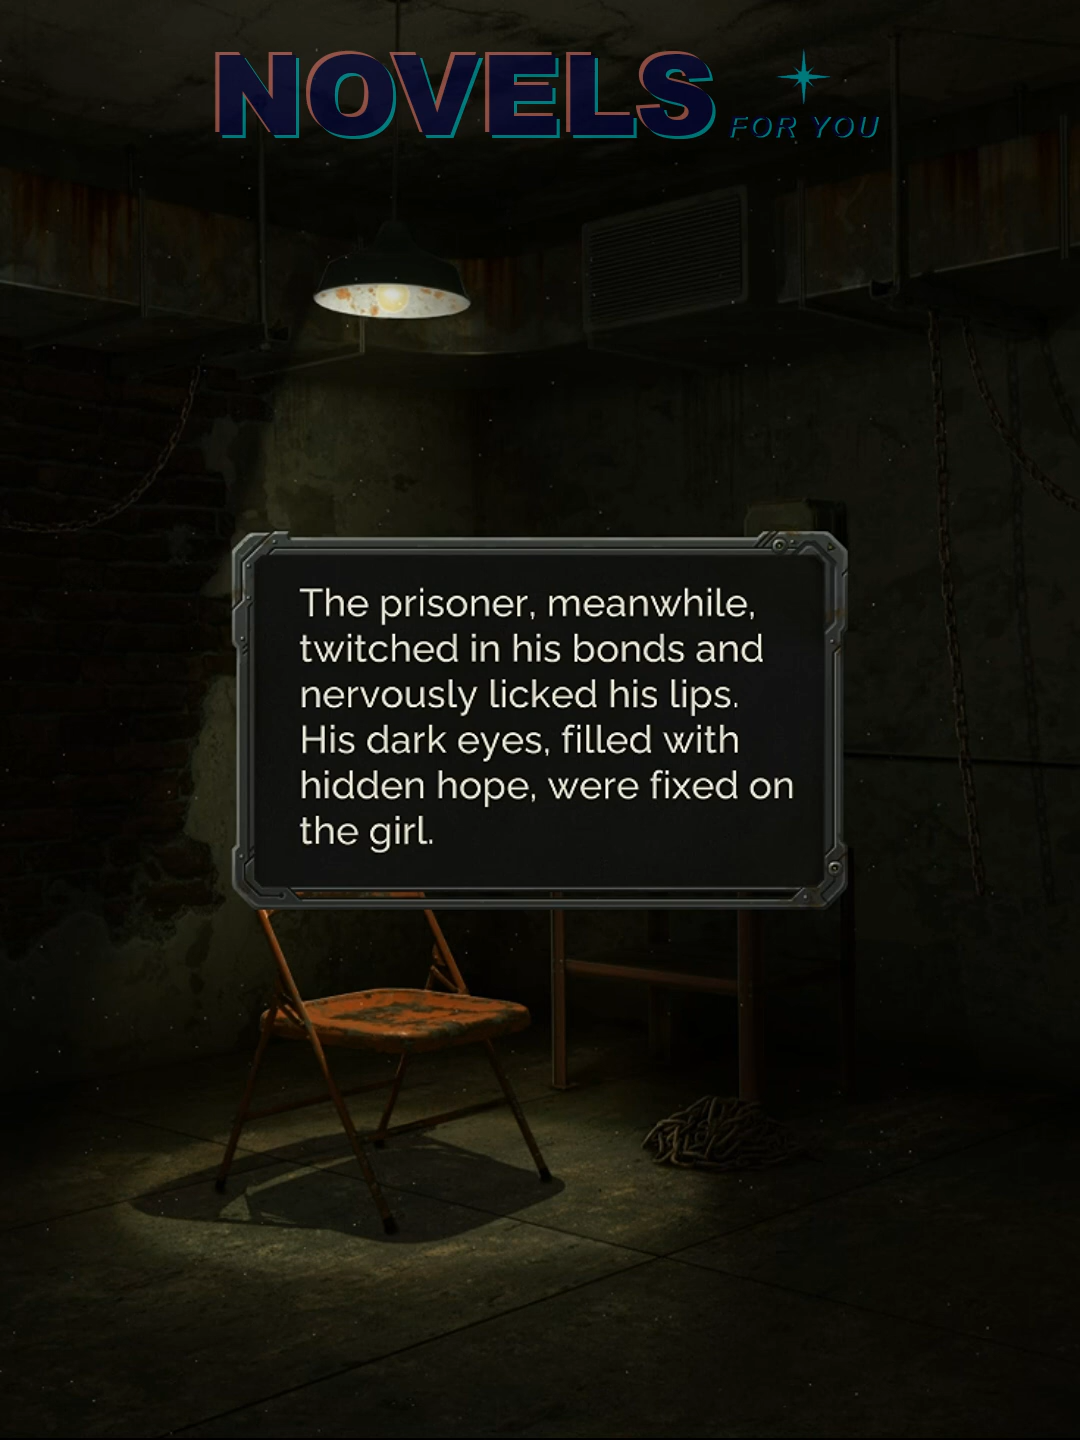 NOVELS
FOR YOU
The prisoner, meanwhile,
twitched in his bonds and
nervously licked his lips.
His dark eyes, filled with
hidden hope, were fixed on
the girl.